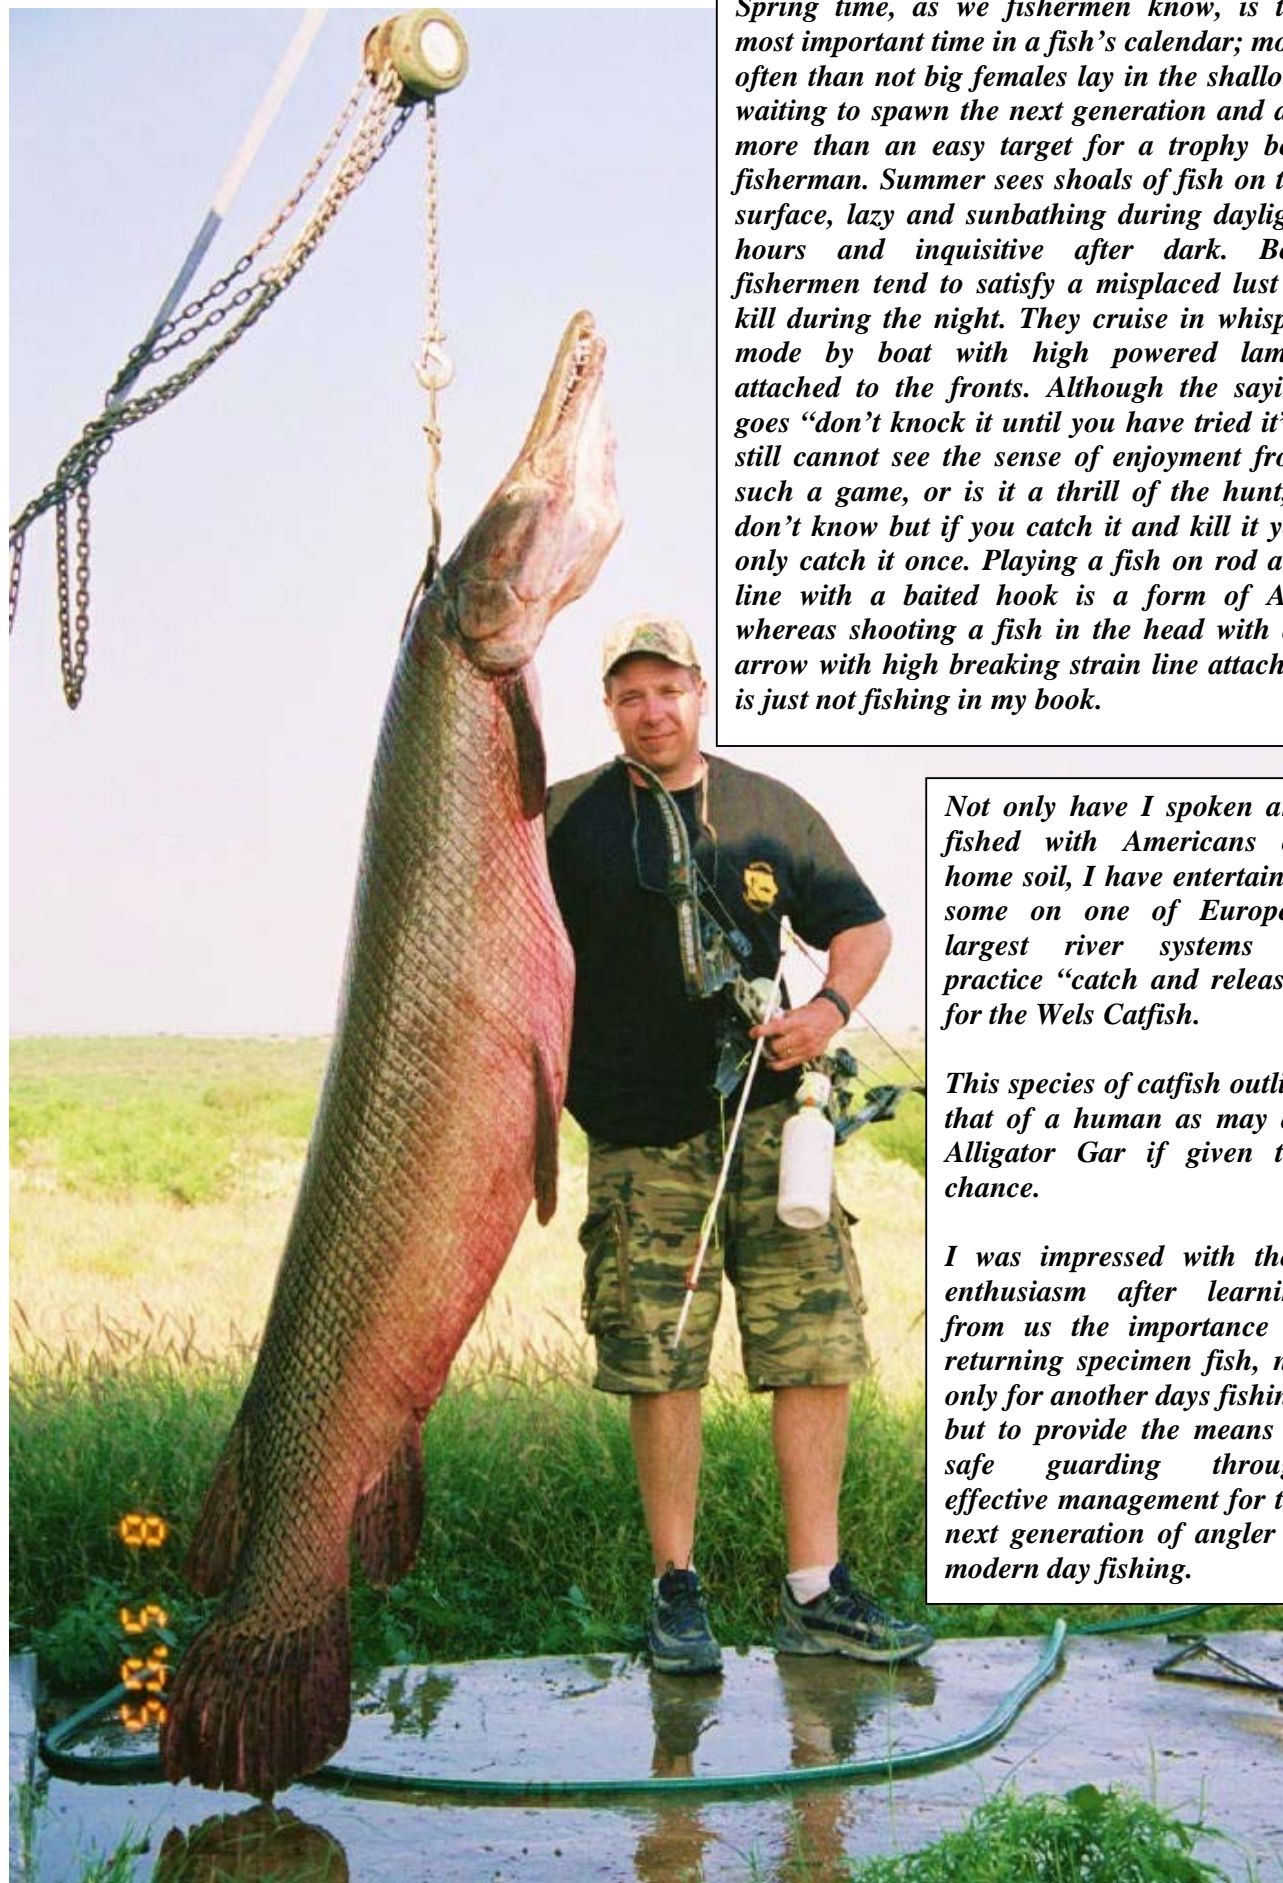 Spring time, as we fishermen know, is t
most important time in a fish's calendar; mo
often than not big females lay in the shallo
waiting to spawn the next generation and a
more than an easy target for a trophy bo
fisherman. Summer sees shoals of fish on t
surface, lazy and sunbathing during daylig
hours and inquisitive after dark. Bo
fishermen tend to satisfy a misplaced lust
kill during the night. They cruise in whisp
mode by boat with high powered lam
attached to the fronts. Although the sayi
goes “don't knock it until you have tried it”
still cannot see the sense of enjoyment fro
such a game, or is it a thrill of the hunt,
don't know but if you catch it and kill it yo
only catch it once. Playing a fish on rod a
line with a baited hook is a form of A
whereas shooting a fish in the head with a
arrow with high breaking strain line attach
is just not fishing in my book.
Not only have I spoken a
fished with Americans o
home soil, I have entertain
some on one of Europe
largest river systems
practice “catch and releas
for the Wels Catfish.
This species of catfish outli
that of a human as may a
Alligator Gar if given t
chance.
I was impressed with the
enthusiasm after learni
from us the importance
returning specimen fish, n
only for another days fishin
but to provide the means
safe guarding throug
effective management for t
next generation of angler
modern day fishing.
50.5 8